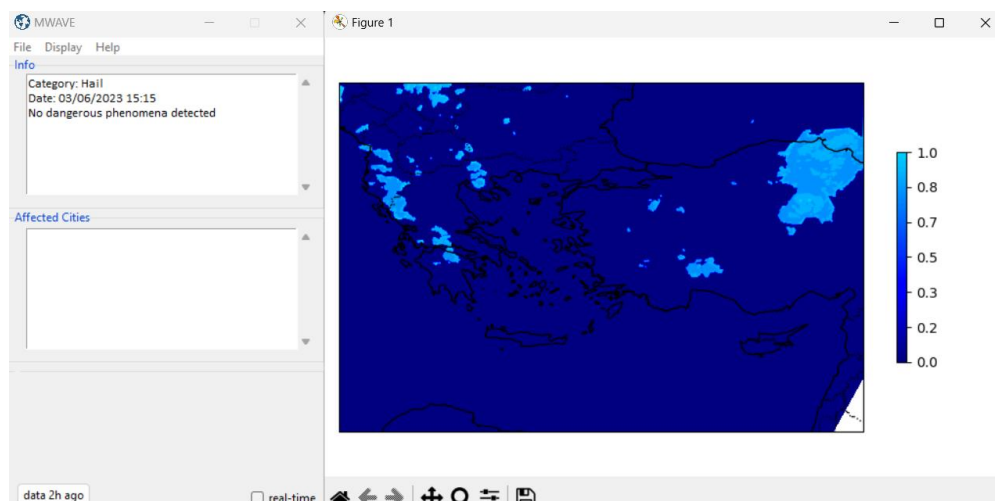 MWAVE
File Display Help
Info
Category: Hail
Date: 03/06/2023 15:15
No dangerous phenomena detected
Affected Cities
data 2h ago
real-time
Figure 1
1.0
0.8
0.7
0.5
0.3
0.2
0.0